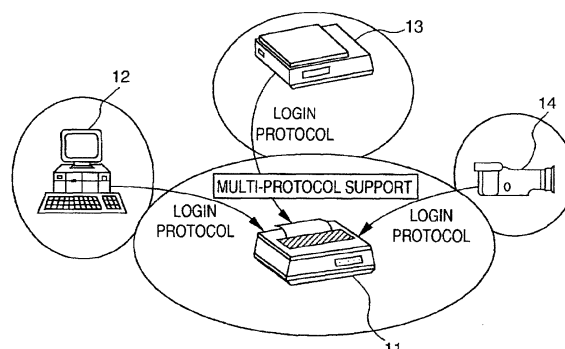 13
12
LOGIN
PROTOCOL
14
MULTI-PROTOCOL SUPPORT
LOGIN
PROTOCOL
LOGIN
PROTOCOL
11